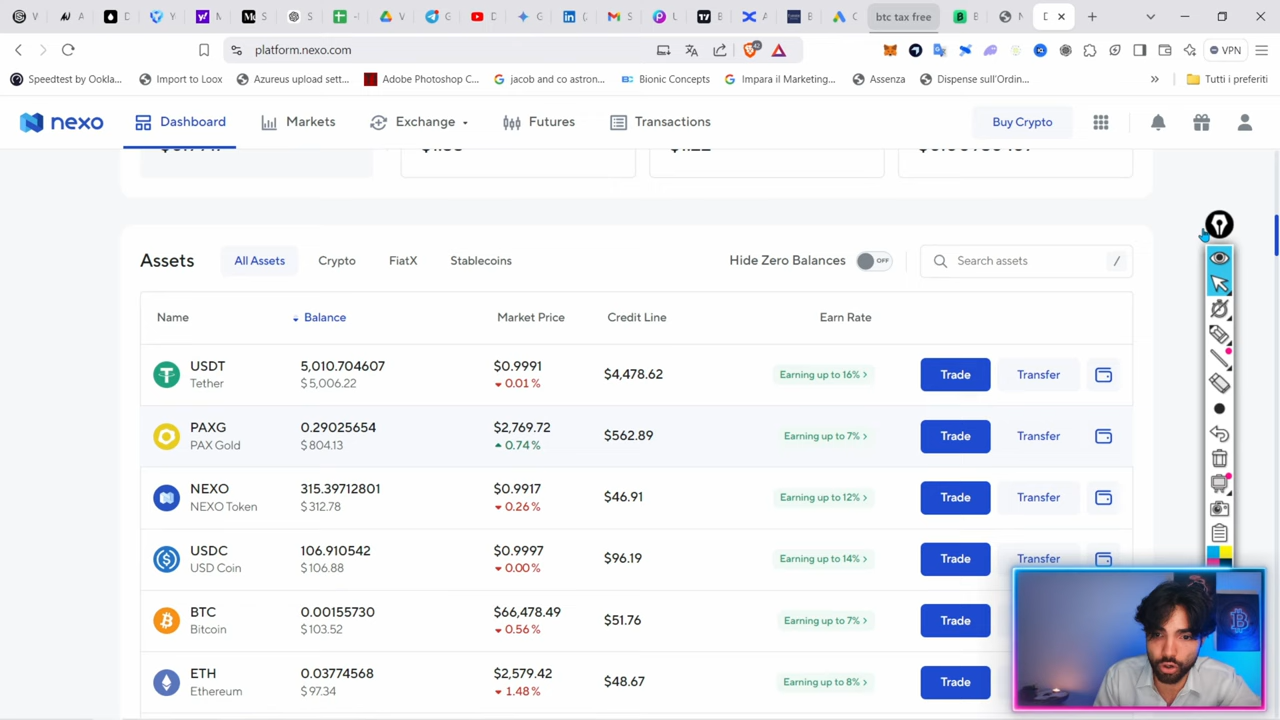 btc tax free
platform.nexo.com
VPN
Speedtest by Ookla...
Import to Loox
Azureus upload sett...
Adobe Photoshop C...
jacob and co astron...
Bionic Concepts
Impara il Marketing...
Assenza
Dispense sull'Ordin...
Tutti i preferiti
nexo
Dashboard
Markets
Exchange
Futures
Transactions
Buy Crypto
Assets
All Assets
Crypto
FiatX
Stablecoins
Hide Zero Balances
OFF
Search assets
/
Name
Balance
Market Price
Credit Line
Earn Rate
USDT
Tether
5,010.704607
$5,006.22
$0.9991
0.01 %
$4,478.62
Earning up to 16% >
Trade
Transfer
PAXG
PAX Gold
0.29025654
$804.13
$2,769.72
0.74 %
$562.89
Earning up to 7% >
Trade
Transfer
NEXO
NEXO Token
315.39712801
$312.78
$0.9917
0.26 %
$46.91
Earning up to 12% >
Trade
Transfer
USDC
USD Coin
106.910542
$106.88
$0.9997
0.00 %
$96.19
Earning up to 14% >
Trade
Transfer
BTC
Bitcoin
0.00155730
$103.52
$66,478.49
0.56 %
$51.76
Earning up to 7% >
Trade
ETH
Ethereum
0.03774568
$97.34
$2,579.42
1.48 %
$48.67
Earning up to 8% >
Trade